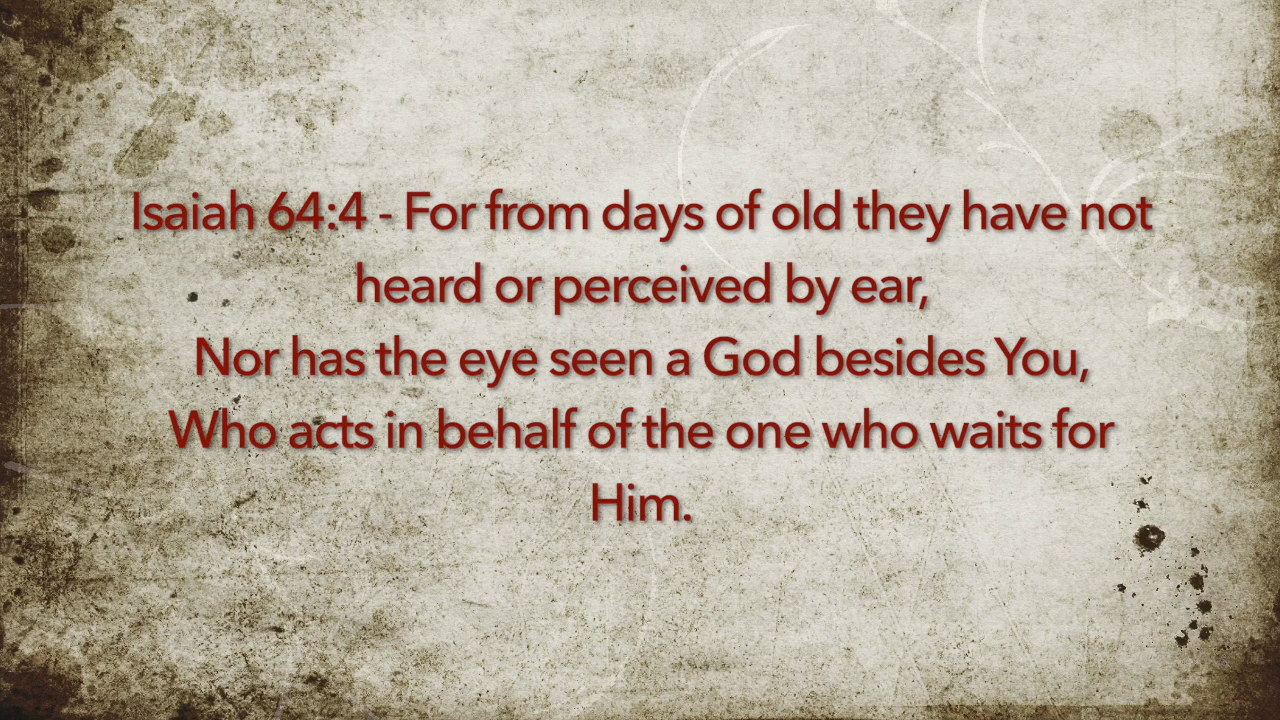 Isaiah 64:4 - For from days of old they have not
heard or perceived by ear,
Nor has the eye seen a God besides You,
Who acts in behalf of the one who waits for
Him.